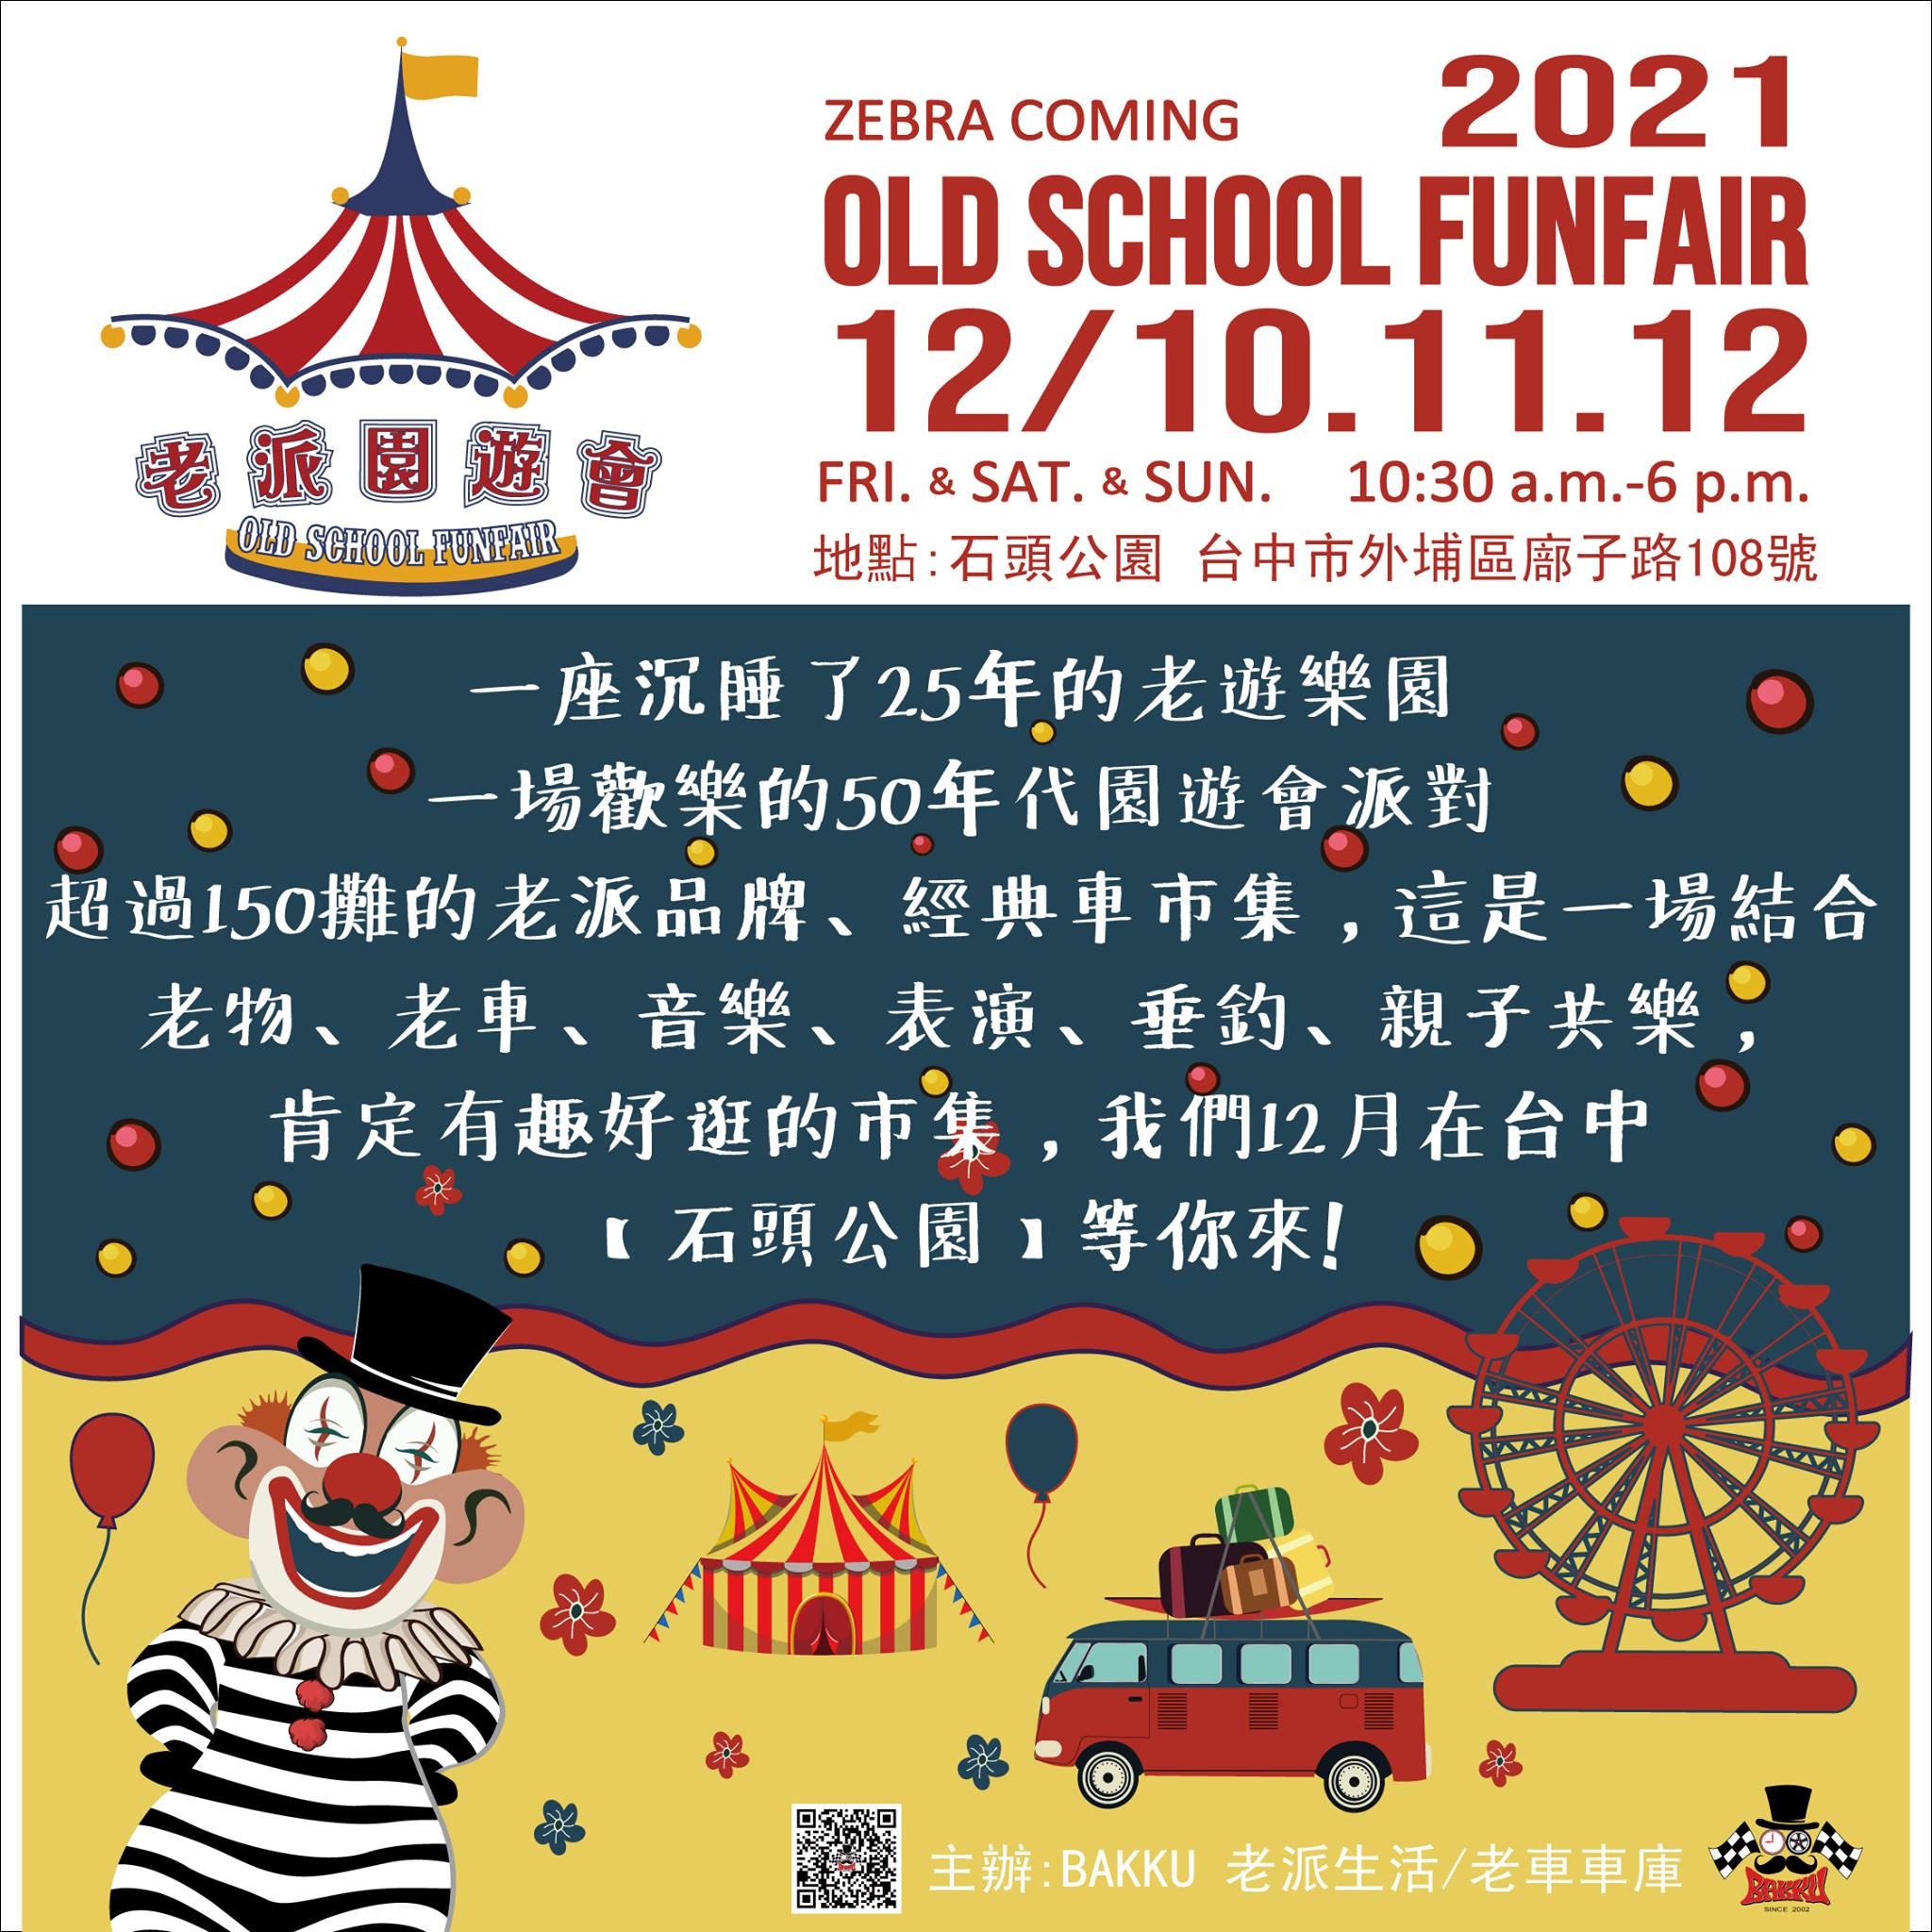 老派園遊會
OLD SCHOOL FUNFAIR
2021
ZEBRA COMING
OLD SCHOOL FUNFAIR
12/10.11.12
FRI. & SAT. & SUN. 10:30 a.m.-6 p.m.
地點:石頭公園 台中市外埔區廍子路108號
一座沉睡了25年的老遊樂園
一場歡樂的50年代園遊會派對
超過150攤的老派品牌、經典車市集，這是一場結合
老物、老車、音樂、表演、垂釣、親子共樂，
肯定有趣好逛的市集，我們12月在台中
【石頭公園】等你來!
主辦:BAKKU 老派生活/老車車庫
BAKKU
SINCE 2002